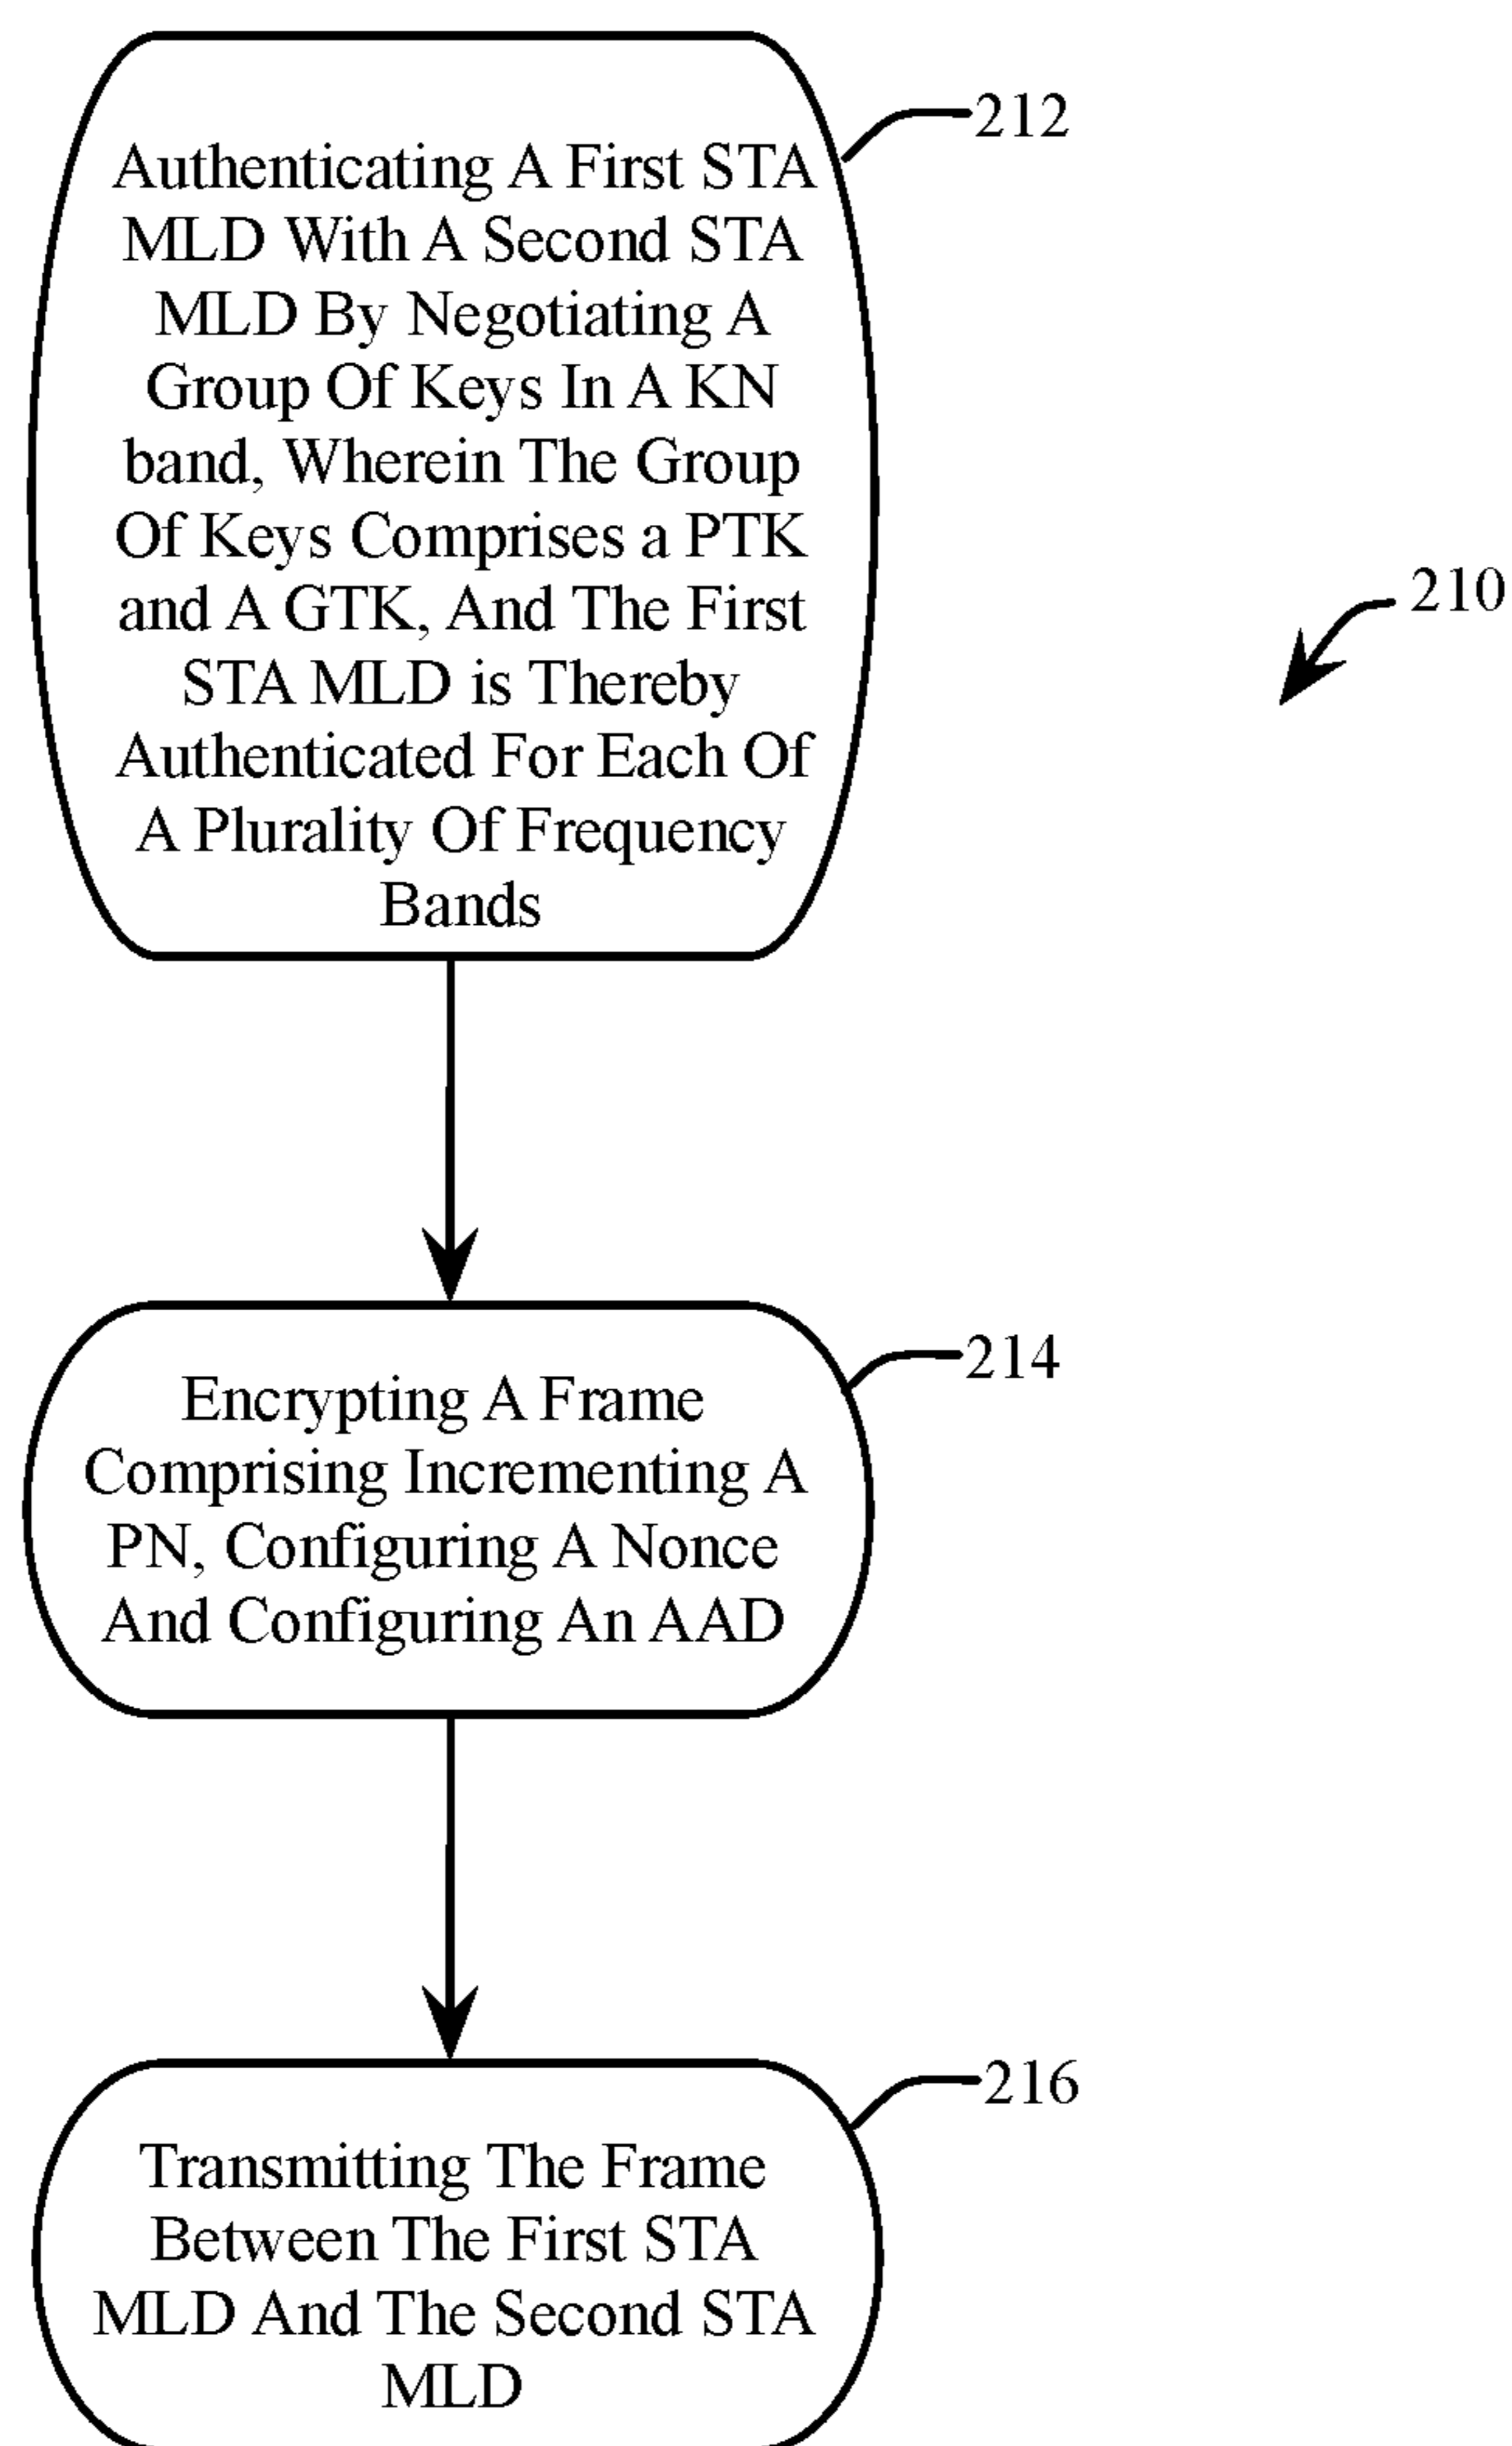 212
Authenticating A First STA
MLD With A Second STA
MLD By Negotiating A
Group Of Keys In A KN
band, Wherein The Group
Of Keys Comprises a PTK
and A GTK, And The First
STA MLD is Thereby
Authenticated For Each Of
A Plurality Of Frequency
Bands
210
214
Encrypting A Frame
Comprising Incrementing A
PN, Configuring A Nonce
And Configuring An AAD
216
Transmitting The Frame
Between The First STA
MLD And The Second STA
MLD